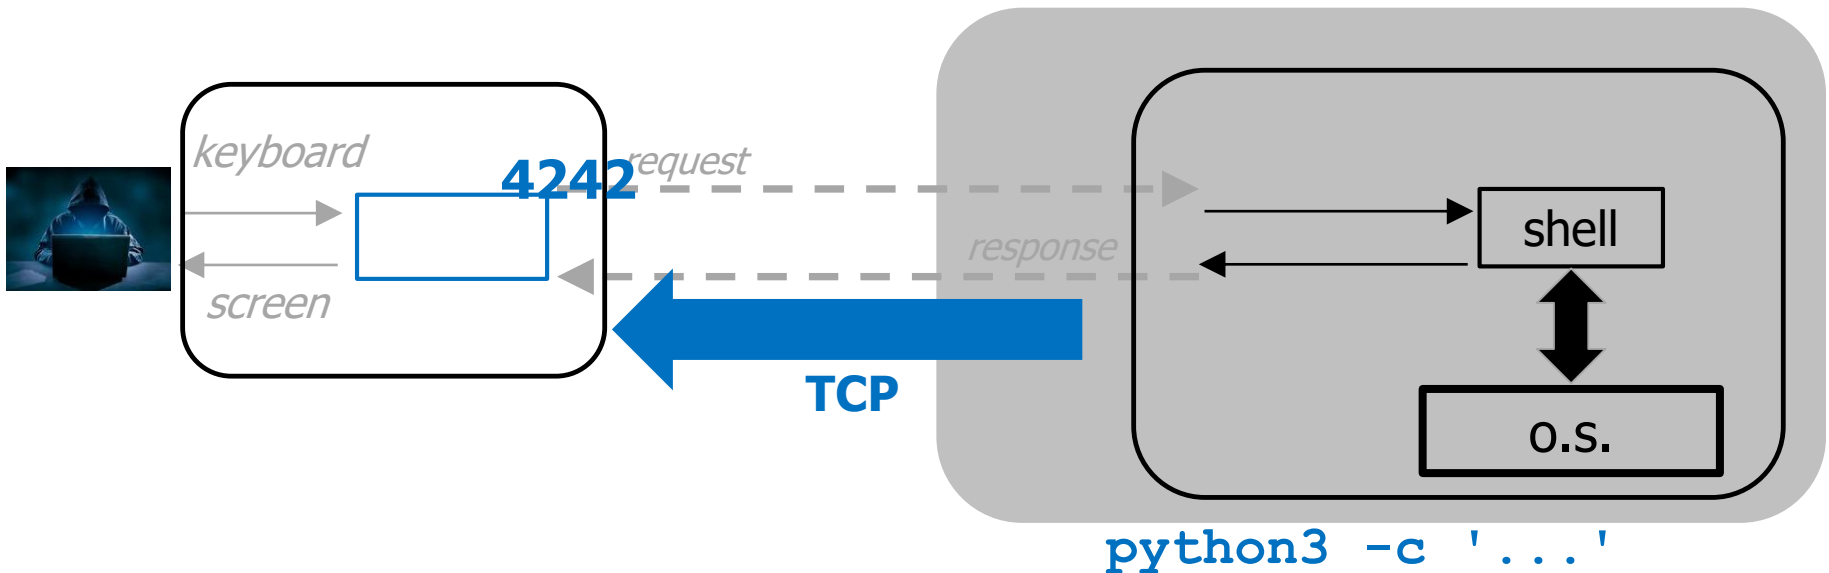 keyboard
4242
request
response
screen
shell
TCP
o.s.
python3 -c '...'